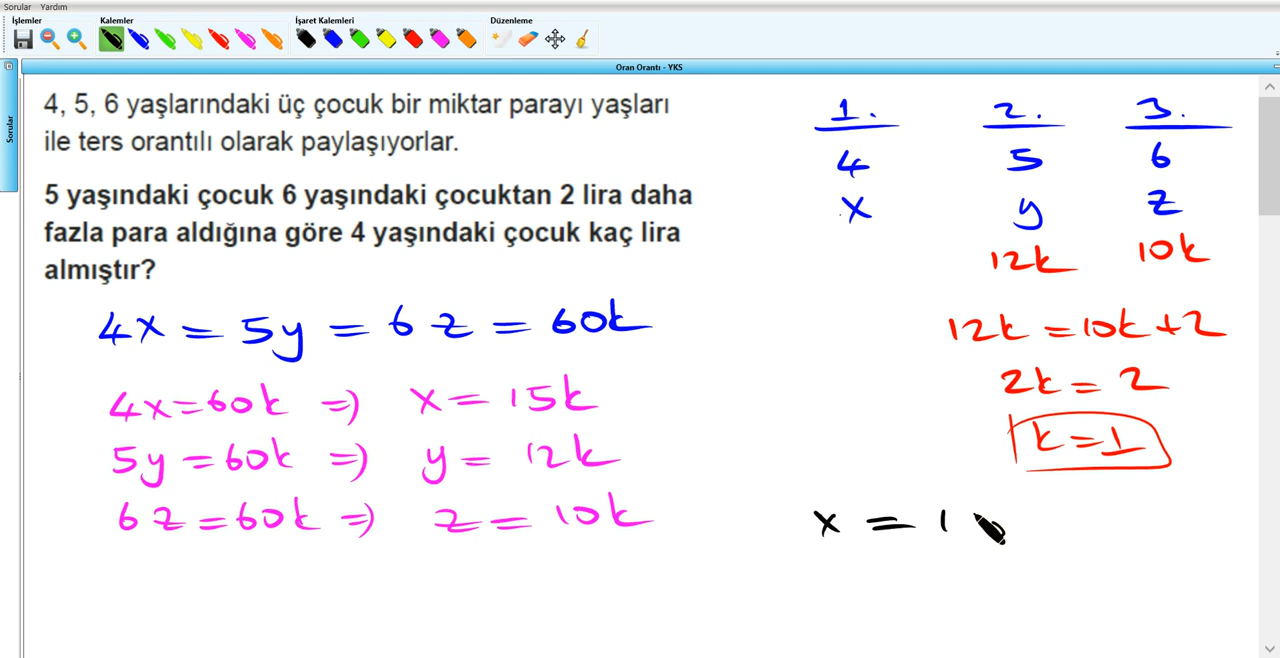 Sorular Yardım
İşlemler Kalemler İşaret Kalemleri Düzenleme
Oran Orantı - YKS
Sorular
4, 5, 6 yaşlarındaki üç çocuk bir miktar parayı yaşları
ile ters orantılı olarak paylaşıyorlar.
5 yaşındaki çocuk 6 yaşındaki çocuktan 2 lira daha
fazla para aldığına göre 4 yaşındaki çocuk kaç lira
almıştır?
4x = 5y = 6z = 60k
4x = 60k => x = 15k
5y = 60k => y = 12k
6z = 60k => z = 10k
1. 2. 3.
4 5 6
x y z
12k 10k
12k = 10k + 2
2k = 2
k = 1
x = 1